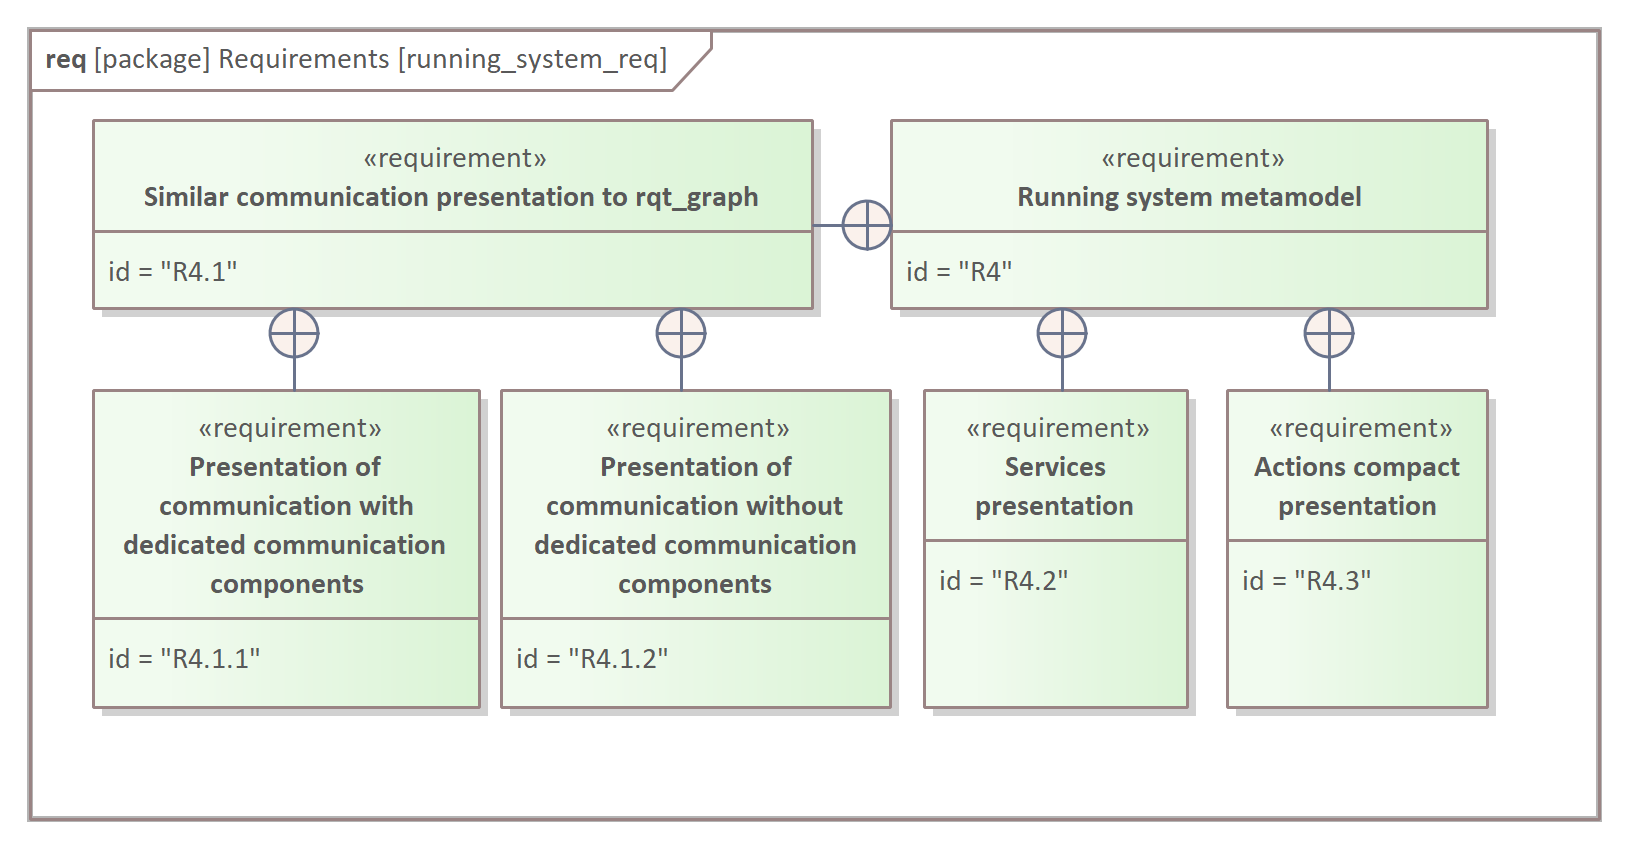 req [package] Requirements [running_system_req]
«requirement»
Similar communication presentation to rqt_graph
id = "R4.1"
«requirement»
Running system metamodel
id = "R4"
«requirement»
Presentation of
communication with
dedicated communication
components
id = "R4.1.1"
«requirement»
Presentation of
communication without
dedicated communication
components
id = "R4.1.2"
«requirement»
Services
presentation
id = "R4.2"
«requirement»
Actions compact
presentation
id = "R4.3"